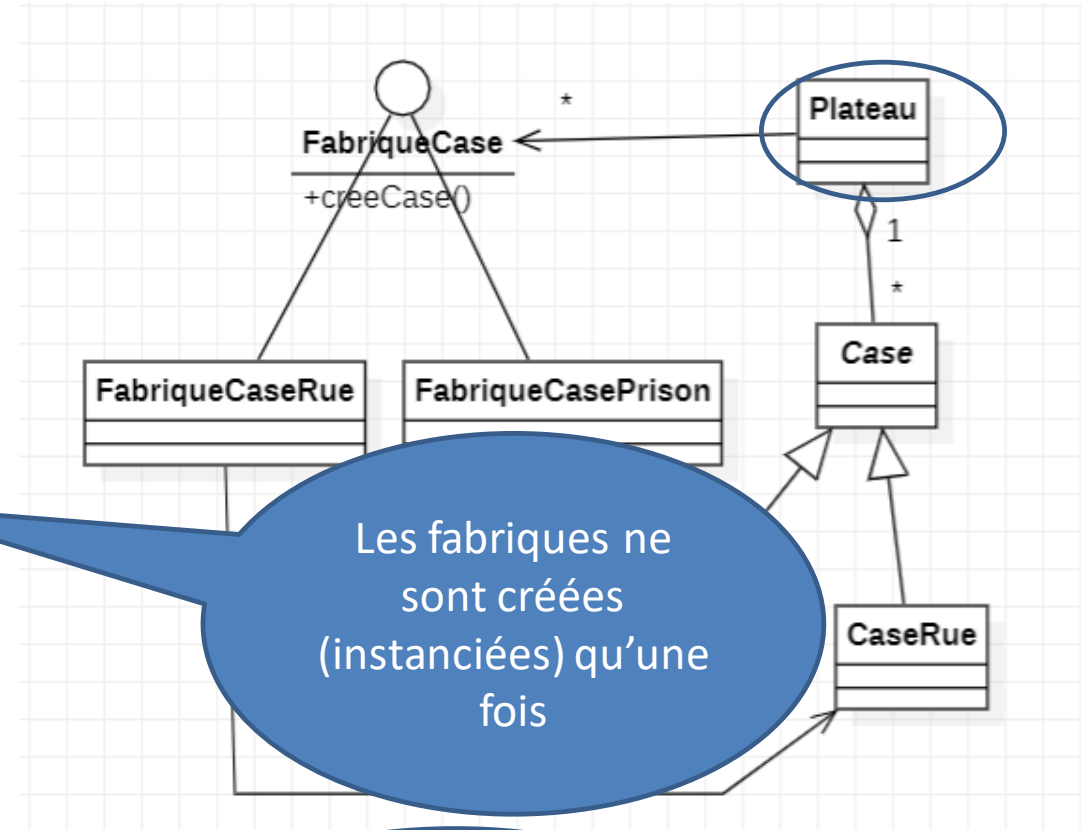 *
Plateau
FabriqueCase
+creeCase()
1
*
Case
FabriqueCaseRue
FabriqueCasePrison
Les fabriques ne
sont créées
(instanciées) qu’une
fois
CaseRue